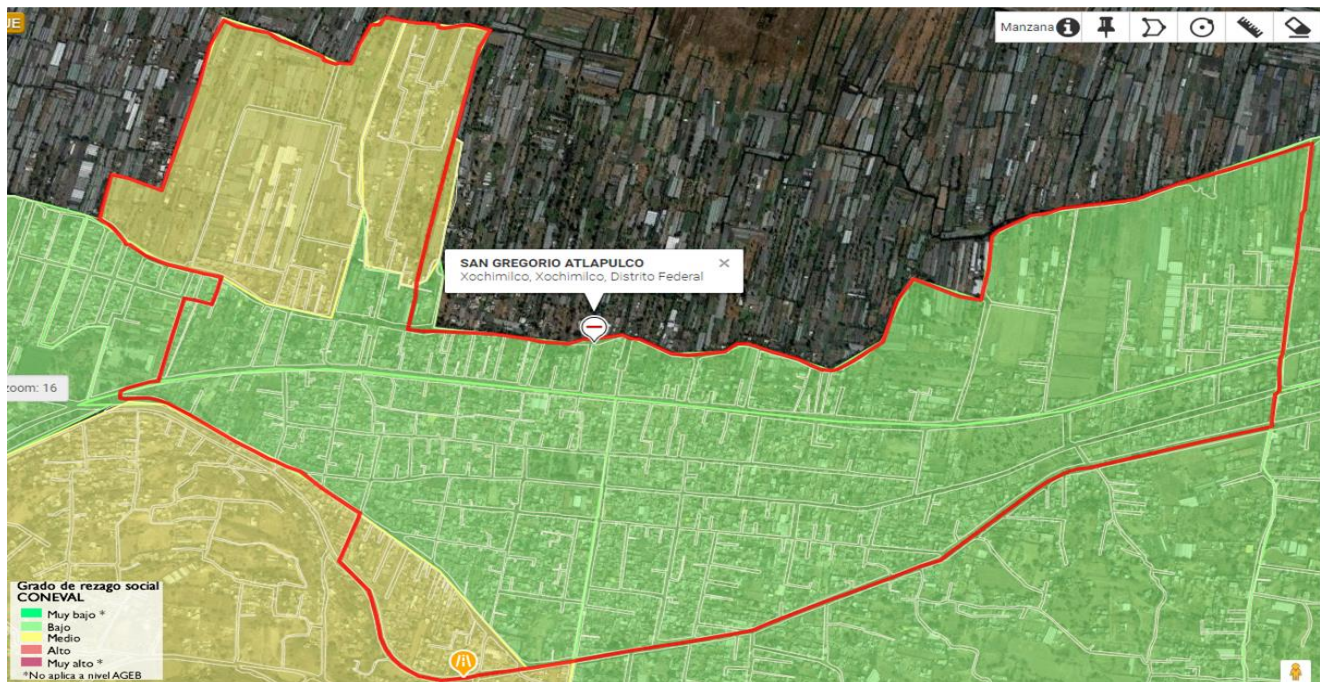 UE
Manzana
SAN GREGORIO ATLAPULCO
Xochimilco, Xochimilco, Distrito Federal
zoom: 16
Grado de rezago social
CONEVAL
Muy bajo *
Bajo
Medio
Alto
Muy alto *
*No aplica a nivel AGEB